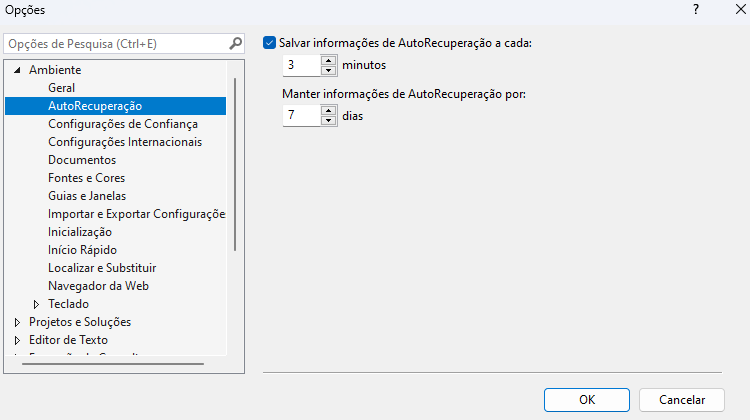 Opções
?
Opções de Pesquisa (Ctrl+E)
Ambiente
Geral
AutoRecuperação
Configurações de Confiança
Configurações Internacionais
Documentos
Fontes e Cores
Guias e Janelas
Importar e Exportar Configuraçõe
Inicialização
Início Rápido
Localizar e Substituir
Navegador da Web
Teclado
Projetos e Soluções
Editor de Texto
Salvar informações de AutoRecuperação a cada:
3 minutos
Manter informações de AutoRecuperação por:
7 dias
OK
Cancelar